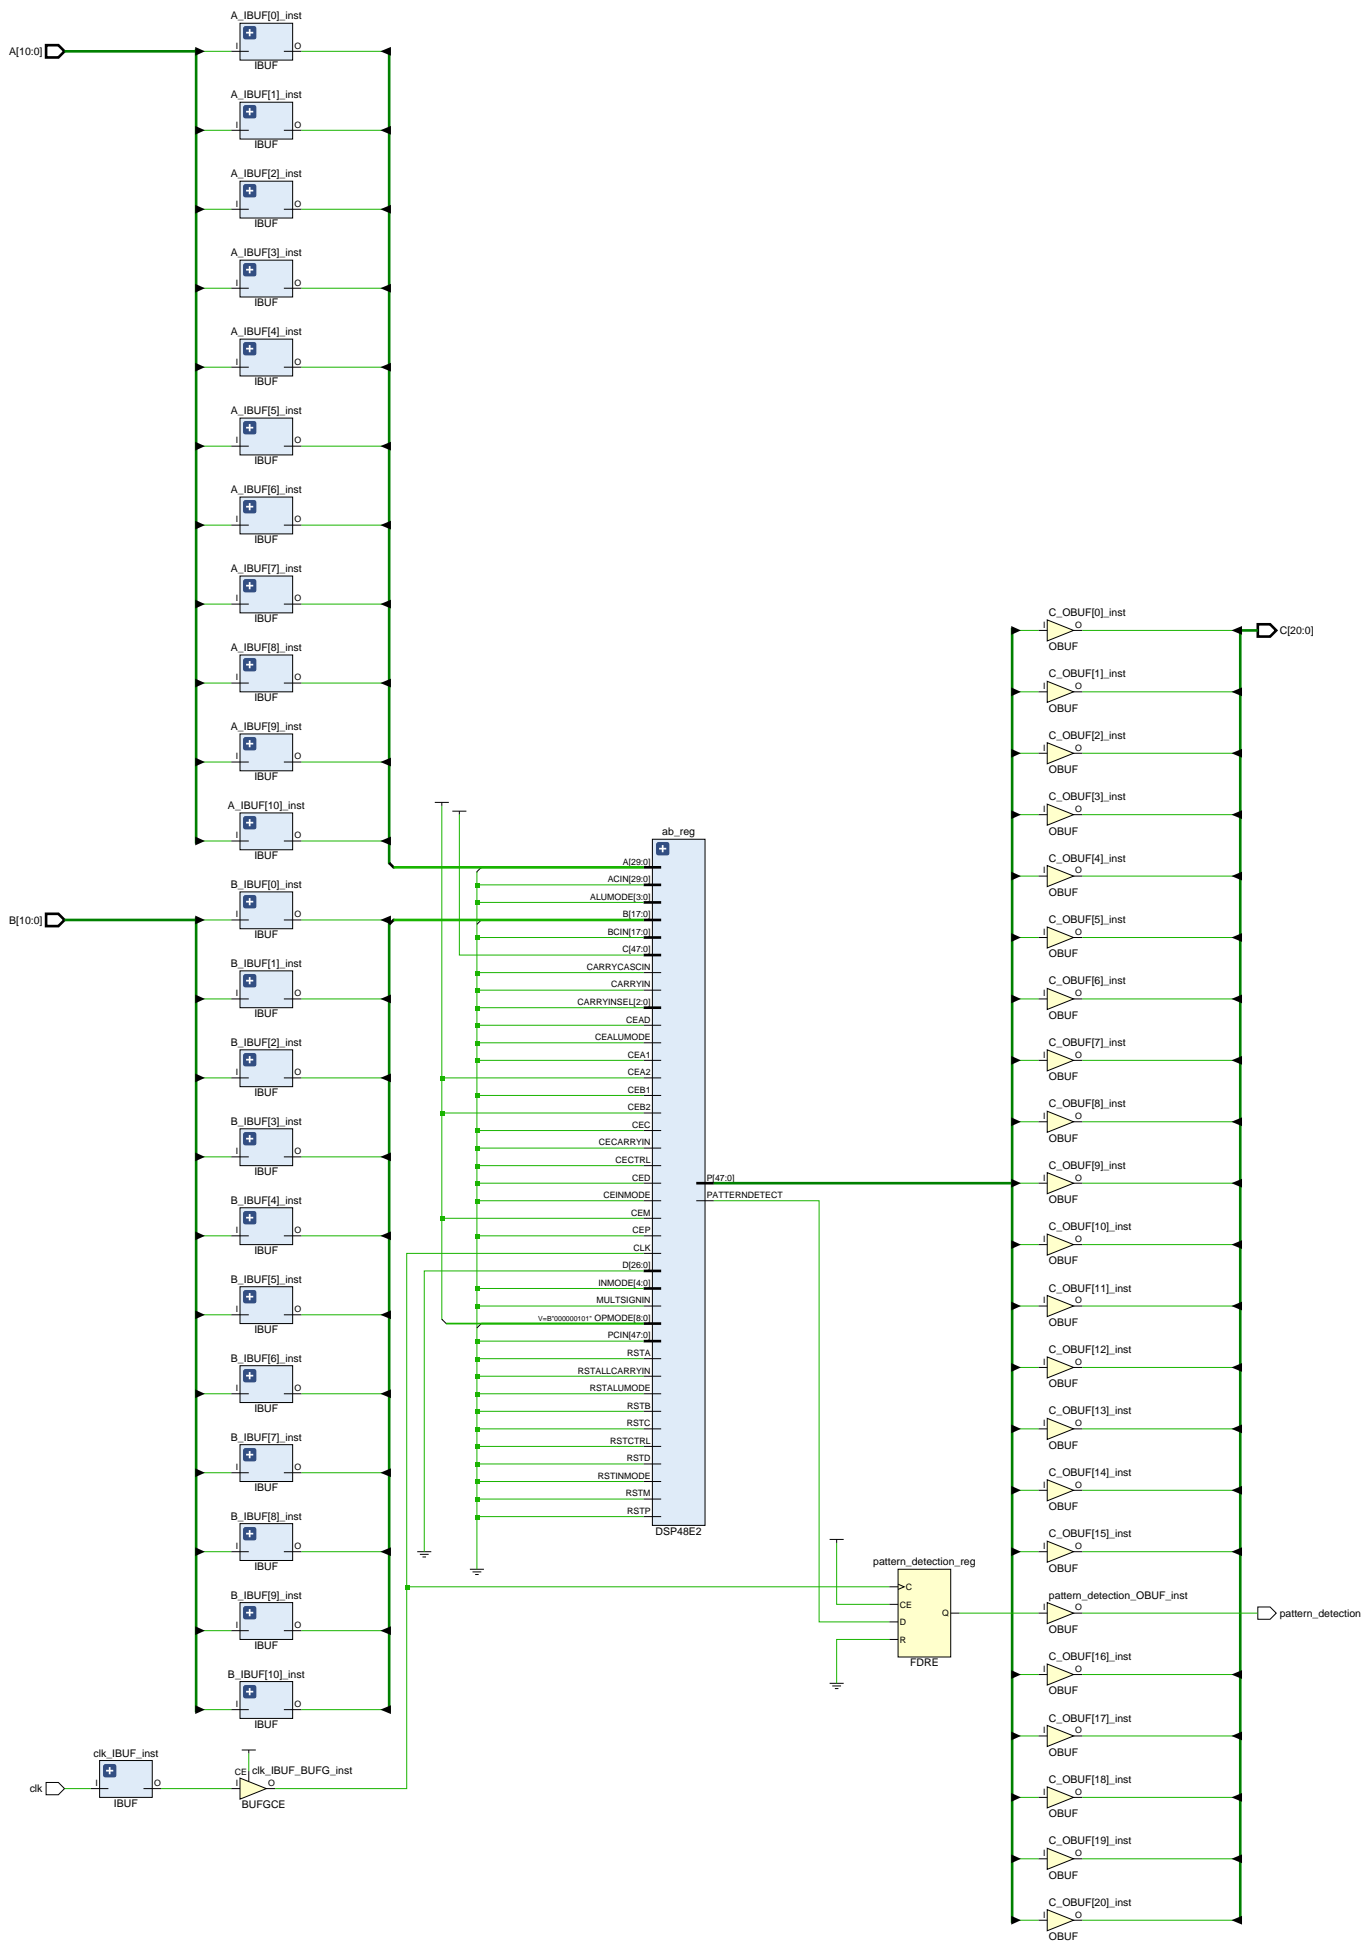 A[10:0]
A_IBUF[0]_inst
I
O
IBUF
A_IBUF[1]_inst
I
O
IBUF
A_IBUF[2]_inst
I
O
IBUF
A_IBUF[3]_inst
I
O
IBUF
A_IBUF[4]_inst
I
O
IBUF
A_IBUF[5]_inst
I
O
IBUF
A_IBUF[6]_inst
I
O
IBUF
A_IBUF[7]_inst
I
O
IBUF
A_IBUF[8]_inst
I
O
IBUF
A_IBUF[9]_inst
I
O
IBUF
A_IBUF[10]_inst
I
O
IBUF
B[10:0]
B_IBUF[0]_inst
I
O
IBUF
B_IBUF[1]_inst
I
O
IBUF
B_IBUF[2]_inst
I
O
IBUF
B_IBUF[3]_inst
I
O
IBUF
B_IBUF[4]_inst
I
O
IBUF
B_IBUF[5]_inst
I
O
IBUF
B_IBUF[6]_inst
I
O
IBUF
B_IBUF[7]_inst
I
O
IBUF
B_IBUF[8]_inst
I
O
IBUF
B_IBUF[9]_inst
I
O
IBUF
B_IBUF[10]_inst
I
O
IBUF
clk
clk_IBUF_inst
I
O
IBUF
CE
clk_IBUF_BUFG_inst
I
O
BUFGCE
ab_reg
A[29:0]
ACIN[29:0]
ALUMODE[3:0]
B[17:0]
BCIN[17:0]
C[47:0]
CARRYCASCIN
CARRYIN
CARRYINSEL[2:0]
CEAD
CEALUMODE
CEA1
CEA2
CEB1
CEB2
CEC
CECARRYIN
CECTRL
CED
CEINMODE
CEM
CEP
CLK
D[26:0]
INMODE[4:0]
MULTSIGNIN
V=B"000000101" OPMODE[8:0]
PCIN[47:0]
RSTA
RSTALLCARRYIN
RSTALUMODE
RSTB
RSTC
RSTCTRL
RSTD
RSTINMODE
RSTM
RSTP
P[47:0]
PATTERNDETECT
DSP48E2
pattern_detection_reg
C
CE
D
R
Q
FDRE
C_OBUF[0]_inst
I
O
OBUF
C[20:0]
C_OBUF[1]_inst
I
O
OBUF
C_OBUF[2]_inst
I
O
OBUF
C_OBUF[3]_inst
I
O
OBUF
C_OBUF[4]_inst
I
O
OBUF
C_OBUF[5]_inst
I
O
OBUF
C_OBUF[6]_inst
I
O
OBUF
C_OBUF[7]_inst
I
O
OBUF
C_OBUF[8]_inst
I
O
OBUF
C_OBUF[9]_inst
I
O
OBUF
C_OBUF[10]_inst
I
O
OBUF
C_OBUF[11]_inst
I
O
OBUF
C_OBUF[12]_inst
I
O
OBUF
C_OBUF[13]_inst
I
O
OBUF
C_OBUF[14]_inst
I
O
OBUF
C_OBUF[15]_inst
I
O
OBUF
pattern_detection_OBUF_inst
I
O
OBUF
pattern_detection
C_OBUF[16]_inst
I
O
OBUF
C_OBUF[17]_inst
I
O
OBUF
C_OBUF[18]_inst
I
O
OBUF
C_OBUF[19]_inst
I
O
OBUF
C_OBUF[20]_inst
I
O
OBUF